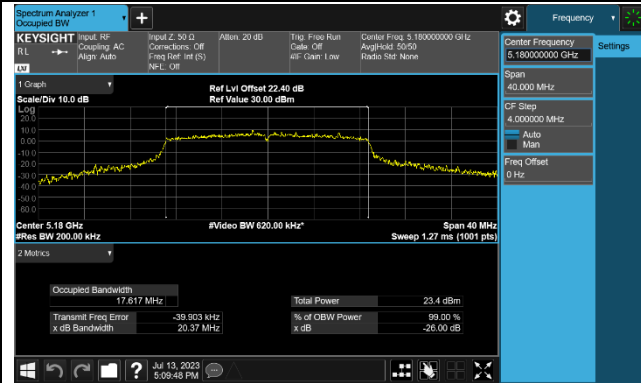 Spectrum Analyzer 1
Occupied BW
+
Frequency
KEYSIGHT
RL
LXI
Input: RF
Coupling: AC
Align: Auto
Input Z: 50 Ω
Corrections: Off
Freq Ref: Int (S)
NFE: Off
Atten: 20 dB
Trig: Free Run
Gate: Off
#IF Gain: Low
Center Freq: 5.180000000 GHz
Avg|Hold: 50/50
Radio Std: None
Center Frequency
5.180000000 GHz
Settings
Span
40.000 MHz
CF Step
4.000000 MHz
Auto
Man
Freq Offset
0 Hz
1 Graph
Scale/Div 10.0 dB
Ref Lvl Offset 22.40 dB
Ref Value 30.00 dBm
Log
20.0
10.0
0.00
-10.0
-20.0
-30.0
-40.0
-50.0
-60.0
Center 5.18 GHz
#Video BW 620.00 kHz*
Span 40 MHz
#Res BW 200.00 kHz
Sweep 1.27 ms (1001 pts)
2 Metrics
Occupied Bandwidth
17.617 MHz
Total Power
23.4 dBm
Transmit Freq Error
-39.903 kHz
% of OBW Power
99.00 %
x dB Bandwidth
20.37 MHz
x dB
-26.00 dB
?
Jul 13, 2023
5:09:48 PM